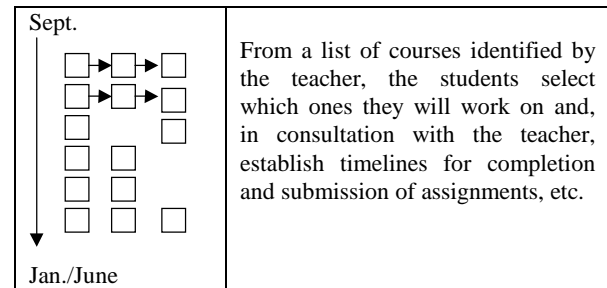 Sept.
Jan./June
From a list of courses identified by
the teacher, the students select
which ones they will work on and,
in consultation with the teacher,
establish timelines for completion
and submission of assignments, etc.